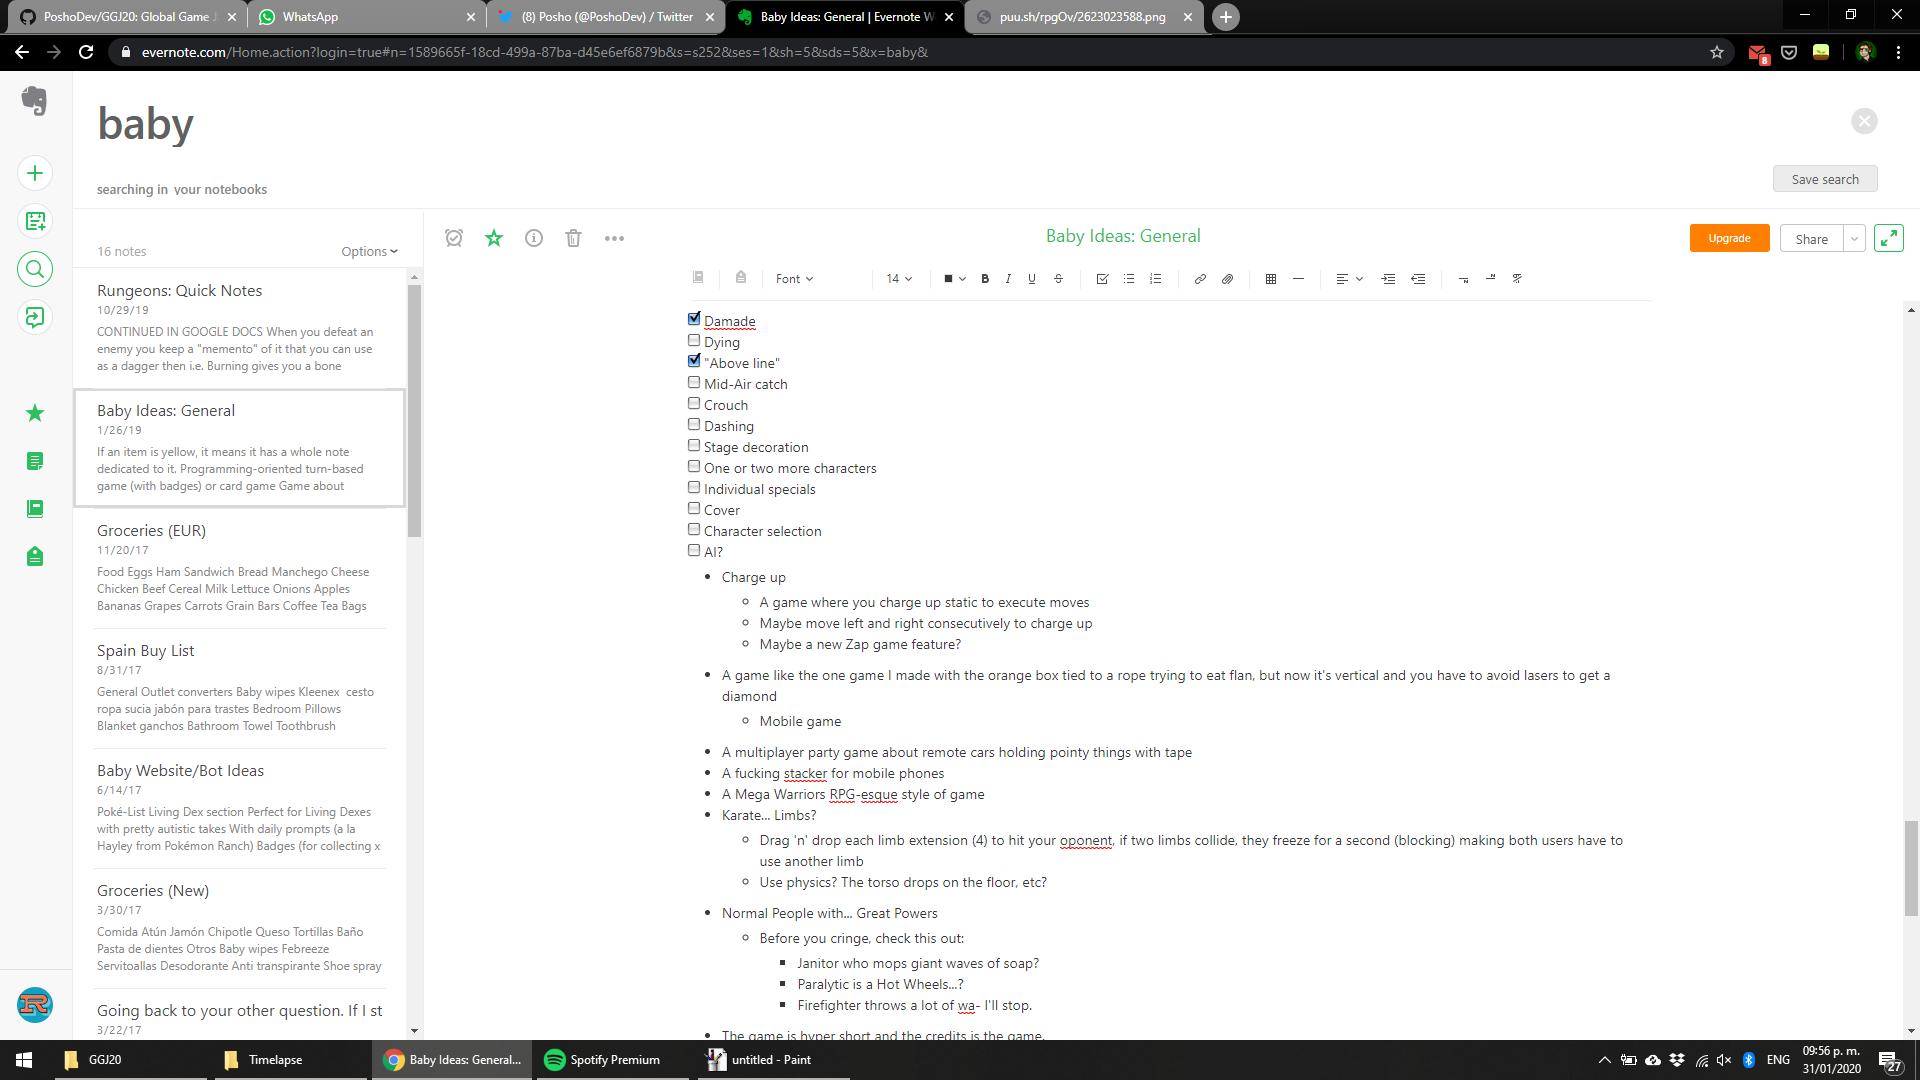 PoshoDev/GGJ20: Global Game J
WhatsApp
(8) Posho (@PoshoDev) / Twitter
Baby Ideas: General | Evernote W
puu.sh/rpgOv/2623023588.png
evernote.com/Home.action?login=true#n=1589665f-18cd-499a-87ba-d45e6ef6879b&s=s252&ses=1&sh=5&sds=5&x=baby&
8
baby
searching in your notebooks
Save search
16 notes
Options
Rungeons: Quick Notes
10/29/19
CONTINUED IN GOOGLE DOCS When you defeat an
enemy you keep a "memento" of it that you can use
as a dagger then i.e. Burning gives you a bone
Baby Ideas: General
1/26/19
If an item is yellow, it means it has a whole note
dedicated to it. Programming-oriented turn-based
game (with badges) or card game Game about
Groceries (EUR)
11/20/17
Food Eggs Ham Sandwich Bread Manchego Cheese
Chicken Beef Cereal Milk Lettuce Onions Apples
Bananas Grapes Carrots Grain Bars Coffee Tea Bags
Spain Buy List
8/31/17
General Outlet converters Baby wipes Kleenex cesto
ropa sucia jabón para trastes Bedroom Pillows
Blanket ganchos Bathroom Towel Toothbrush
Baby Website/Bot Ideas
6/14/17
Poké-List Living Dex section Perfect for Living Dexes
with pretty autistic takes With daily prompts (a la
Hayley from Pokémon Ranch) Badges (for collecting x
Groceries (New)
3/30/17
Comida Atún Jamón Chipotle Queso Tortillas Baño
Pasta de dientes Otros Baby wipes Febreeze
Servitoallas Desodorante Anti transpirante Shoe spray
Going back to your other question. If I st
3/22/17
Baby Ideas: General
Upgrade
Share
Font
14
B I U S
Damade
Dying
"Above line"
Mid-Air catch
Crouch
Dashing
Stage decoration
One or two more characters
Individual specials
Cover
Character selection
AI?
• Charge up
◦ A game where you charge up static to execute moves
◦ Maybe move left and right consecutively to charge up
◦ Maybe a new Zap game feature?
• A game like the one game I made with the orange box tied to a rope trying to eat flan, but now it's vertical and you have to avoid lasers to get a
diamond
◦ Mobile game
• A multiplayer party game about remote cars holding pointy things with tape
• A fucking stacker for mobile phones
• A Mega Warriors RPG-esque style of game
• Karate... Limbs?
◦ Drag 'n' drop each limb extension (4) to hit your oponent, if two limbs collide, they freeze for a second (blocking) making both users have to
use another limb
◦ Use physics? The torso drops on the floor, etc?
• Normal People with... Great Powers
◦ Before you cringe, check this out:
▪ Janitor who mops giant waves of soap?
▪ Paralytic is a Hot Wheels...?
▪ Firefighter throws a lot of wa- I'll stop.
• The game is hyper short and the credits is the game.
GGJ20
Timelapse
Baby Ideas: General...
Spotify Premium
untitled - Paint
ENG
09:56 p. m.
31/01/2020
27